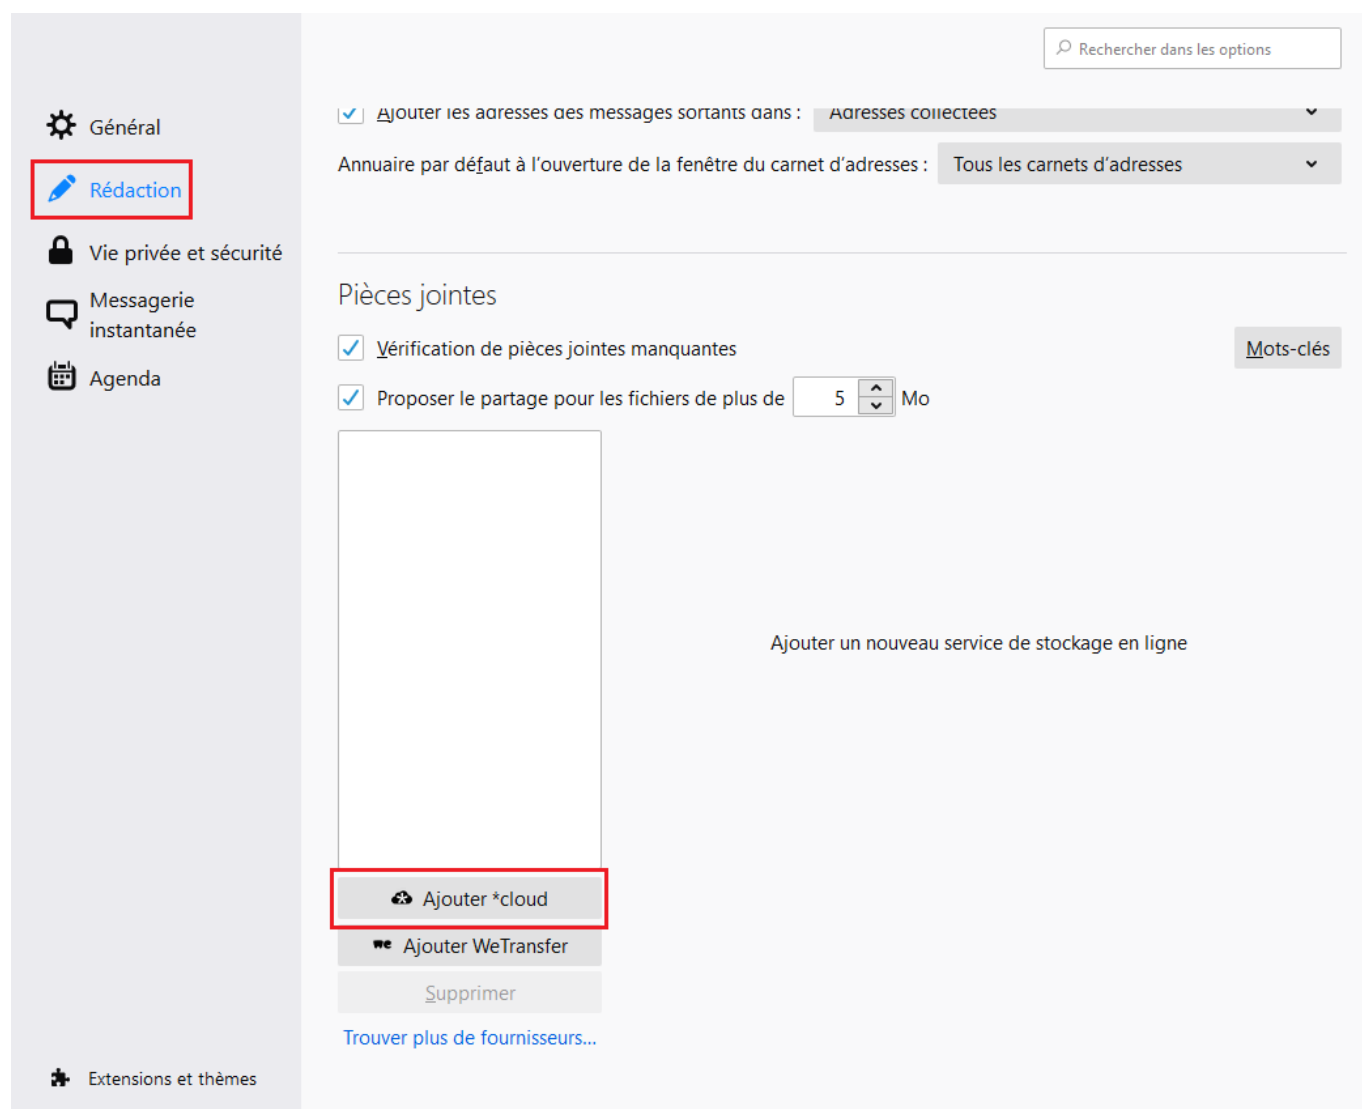 Rechercher dans les options
Général
Rédaction
Vie privée et sécurité
Messagerie
instantanée
Agenda
Extensions et thèmes
Ajouter les adresses des messages sortants dans : Adresses collectées
Annuaire par défaut à l’ouverture de la fenêtre du carnet d’adresses : Tous les carnets d’adresses
Pièces jointes
Vérification de pièces jointes manquantes Mots-clés
Proposer le partage pour les fichiers de plus de 5 Mo
Ajouter un nouveau service de stockage en ligne
Ajouter *cloud
we Ajouter WeTransfer
Supprimer
Trouver plus de fournisseurs...